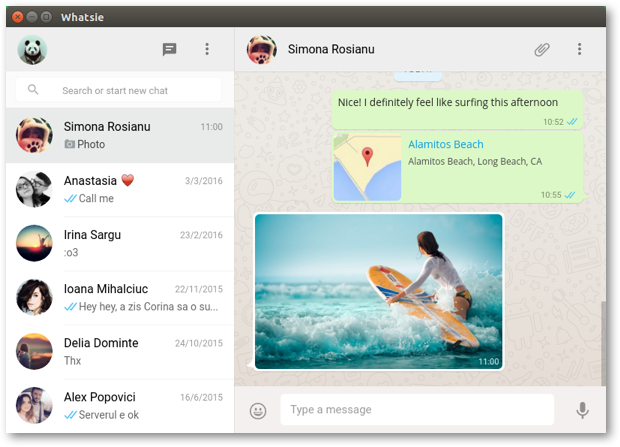 Whatsie
Search or start new chat
Simona Rosianu 11:00
Photo
Anastasia ❤️ 3/3/2016
Call me
Irina Sargu 23/2/2016
:o3
Ioana Mihalciuc 22/11/2015
Hey hey, a zis Corina sa o su...
Delia Dominte 24/10/2015
Thx
Alex Popovici 16/6/2015
Serverul e ok
Simona Rosianu
Nice! I definitely feel like surfing this afternoon
10:52
Alamitos Beach
Alamitos Beach, Long Beach, CA
10:55
11:00
Type a message